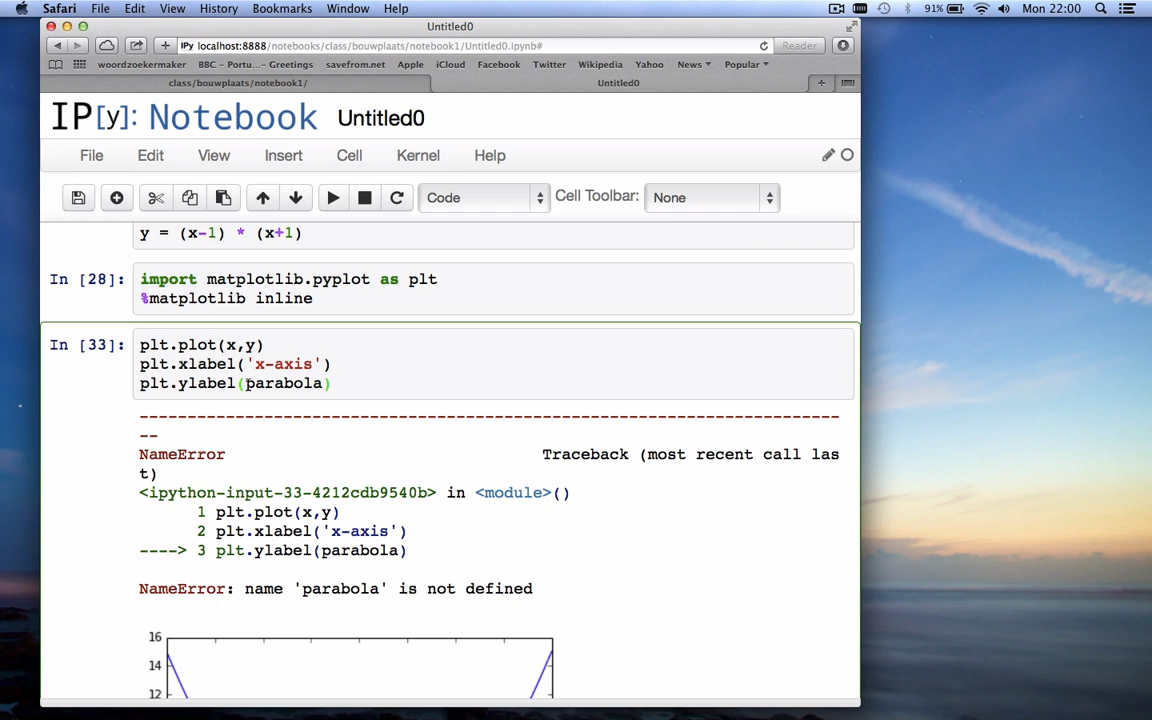 Safari File Edit View History Bookmarks Window Help 91% Mon 22:00
Untitled0
IPy localhost:8888/notebooks/class/bouwplaats/notebook1/Untitled0.ipynb# Reader
woordzoekermaker BBC – Portu...– Greetings savefrom.net Apple iCloud Facebook Twitter Wikipedia Yahoo News Popular
class/bouwplaats/notebook1/ Untitled0
IP[y]: Notebook Untitled0
File Edit View Insert Cell Kernel Help
Code Cell Toolbar: None
y = (x-1) * (x+1)
In [28]: import matplotlib.pyplot as plt
%matplotlib inline
In [33]: plt.plot(x,y)
plt.xlabel('x-axis')
plt.ylabel(parabola)
---------------------------------------------------------------------------
--
NameError Traceback (most recent call las
t)
<ipython-input-33-4212cdb9540b> in <module>()
1 plt.plot(x,y)
2 plt.xlabel('x-axis')
----> 3 plt.ylabel(parabola)
NameError: name 'parabola' is not defined
16
14
12